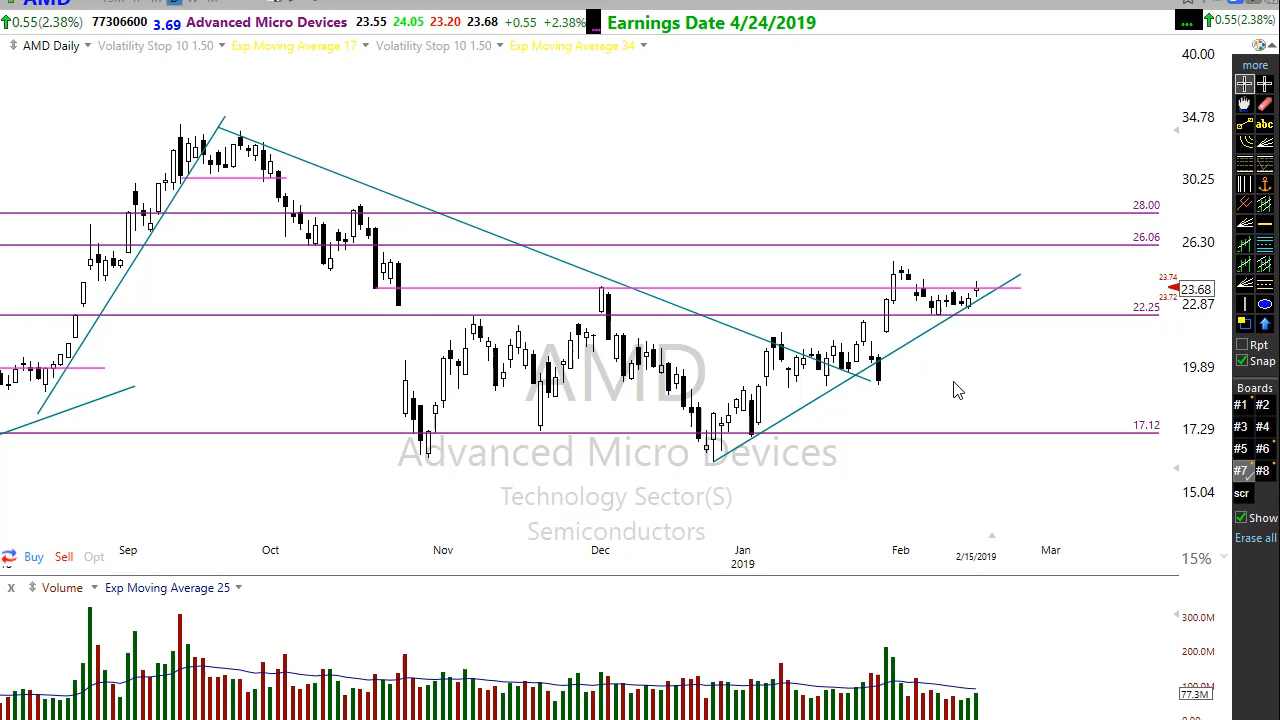 AMD
0.55(2.38%) 77306600 3.69 Advanced Micro Devices 23.55 24.05 23.20 23.68 +0.55 +2.38% ... Earnings Date 4/24/2019 ... 0.55(2.38%)
AMD Daily Volatility Stop 10 1.50 Exp Moving Average 17 Volatility Stop 10 1.50 Exp Moving Average 34
40.00
more
34.78
abc
30.25
28.00
26.06
26.30
23.74
23.68
23.72
22.87
22.25
19.89
17.12
17.29
15.04
AMD
Advanced Micro Devices
Technology Sector(S)
Semiconductors
Rpt
Snap
Boards
#1 #2
#3 #4
#5 #6
#7 #8
scr
Show
Erase all
Buy Sell Opt
Sep Oct Nov Dec Jan Feb 2/15/2019 Mar
2019
15%
x Volume Exp Moving Average 25
300.0M
200.0M
100.0M
77.3M
0.00